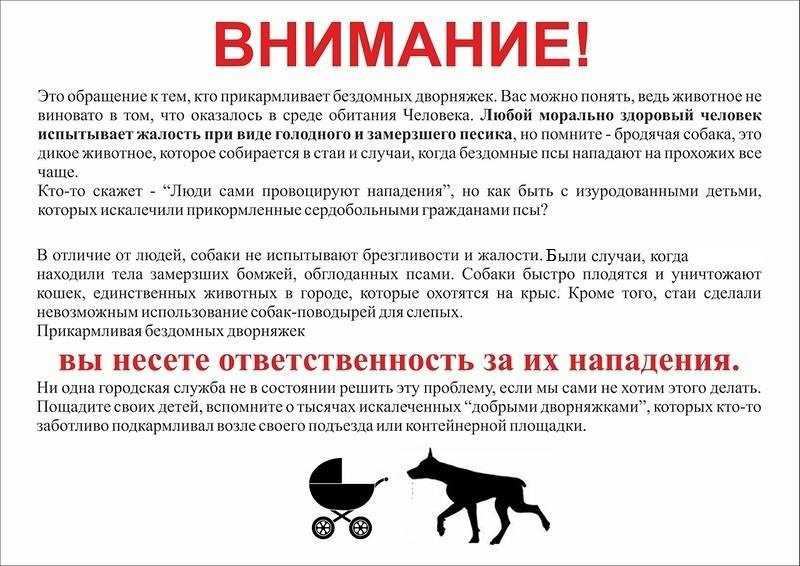 ВНИМАНИЕ!
Это обращение к тем, кто прикармливает бездомных дворняжек. Вас можно понять, ведь животное не
виновато в том, что оказалось в среде обитания Человека. Любой морально здоровый человек
испытывает жалость при виде голодного и замерзшего песика, но помните - бродячая собака, это
дикое животное, которое собирается в стаи и случаи, когда бездомные псы нападают на прохожих все
чаще.
Кто-то скажет - “Люди сами провоцируют нападения”, но как быть с изуродованными детьми,
которых искалечили прикормленные сердобольными гражданами псы?
В отличие от людей, собаки не испытывают брезгливости и жалости. Были случаи, когда
находили тела замерзших бомжей, обглоданных псами. Собаки быстро плодятся и уничтожают
кошек, единственных животных в городе, которые охотятся на крыс. Кроме того, стаи сделали
невозможным использование собак-поводырей для слепых.
Прикармливая бездомных дворняжек
вы несете ответственность за их нападения.
Ни одна городская служба не в состоянии решить эту проблему, если мы сами не хотим этого делать.
Пощадите своих детей, вспомните о тысячах искалеченных “добрыми дворняжками”, которых кто-то
заботливо подкармливал возле своего подъезда или контейнерной площадки.